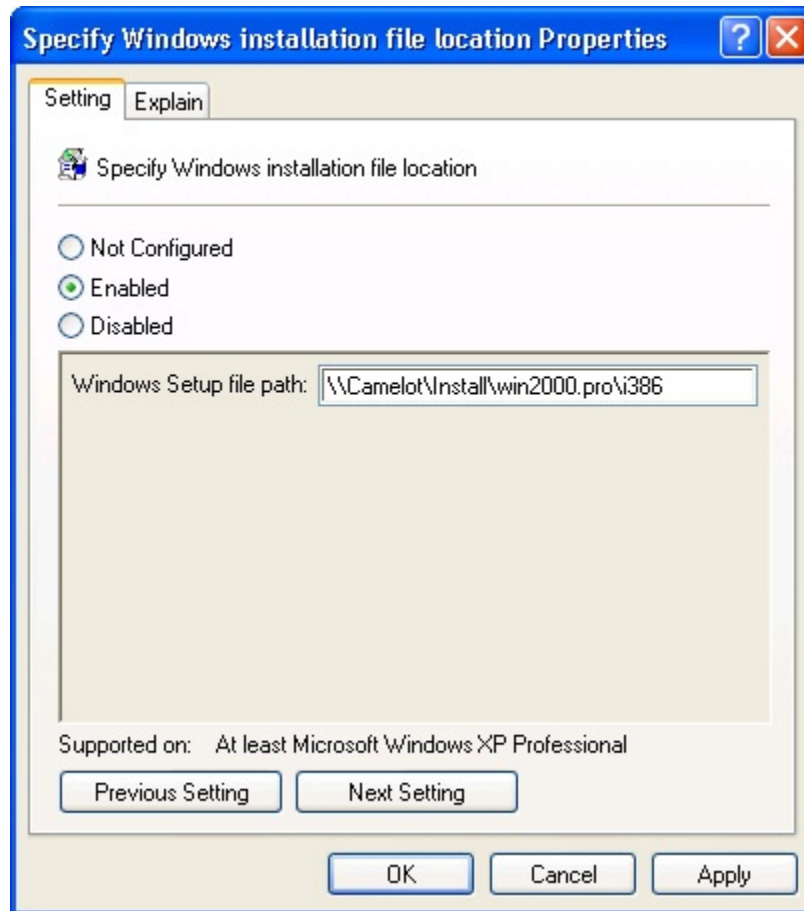 Specify Windows installation file location Properties
Setting Explain
Specify Windows installation file location
Not Configured
Enabled
Disabled
Windows Setup file path: \\Camelot\Install\win2000.pro\i386
Supported on: At least Microsoft Windows XP Professional
Previous Setting Next Setting
OK Cancel Apply